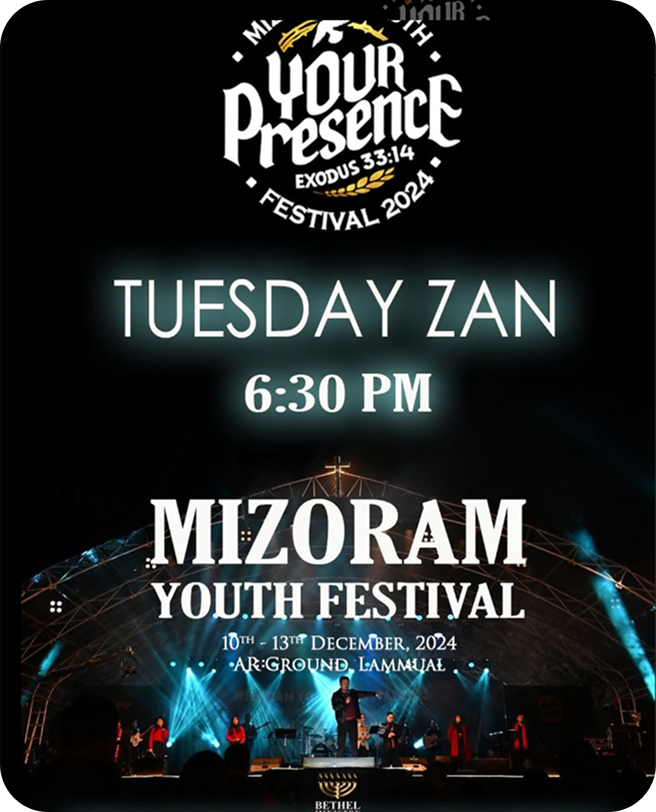 YOUR
Presence
EXODUS 33:14
FESTIVAL 2024
TUESDAY ZAN
6:30 PM
MIZORAM
YOUTH FESTIVAL
10TH - 13TH DECEMBER, 2024
AR GROUND, LAMMUAL
BETHEL